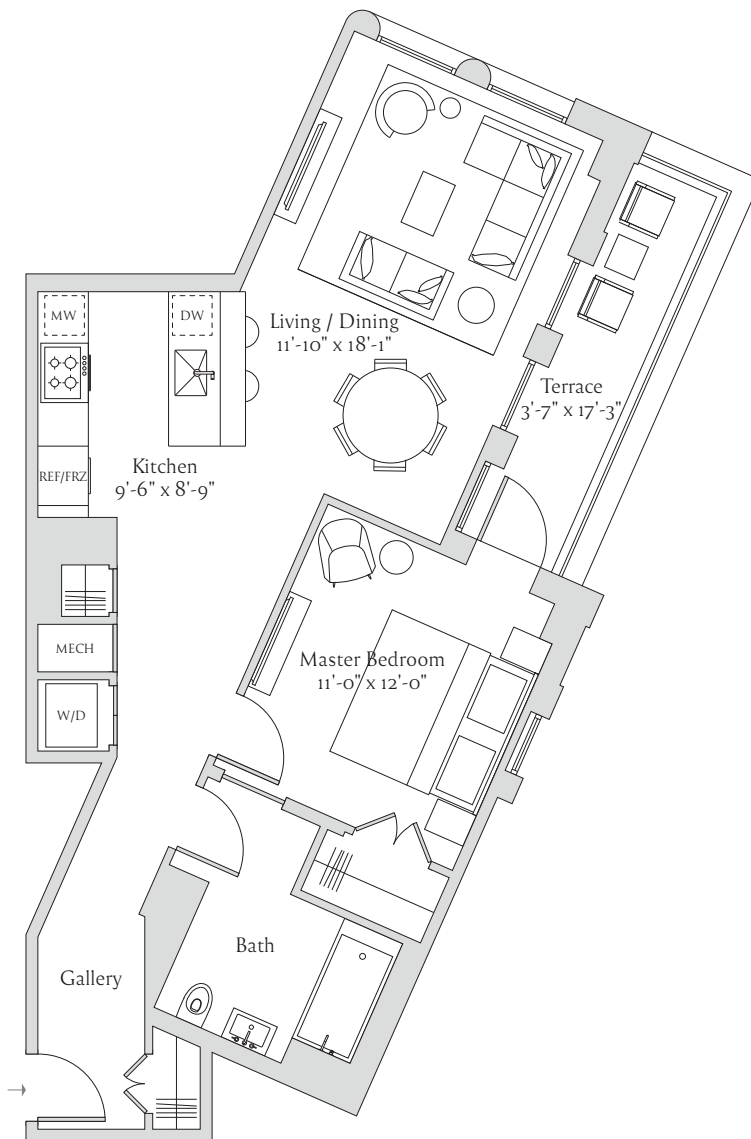 MW
DW
Living / Dining
11'-10" x 18'-1"
Terrace
3'-7" x 17'-3"
REF/FRZ
Kitchen
9'-6" x 8'-9"
MECH
Master Bedroom
11'-0" x 12'-0"
W/D
Bath
Gallery